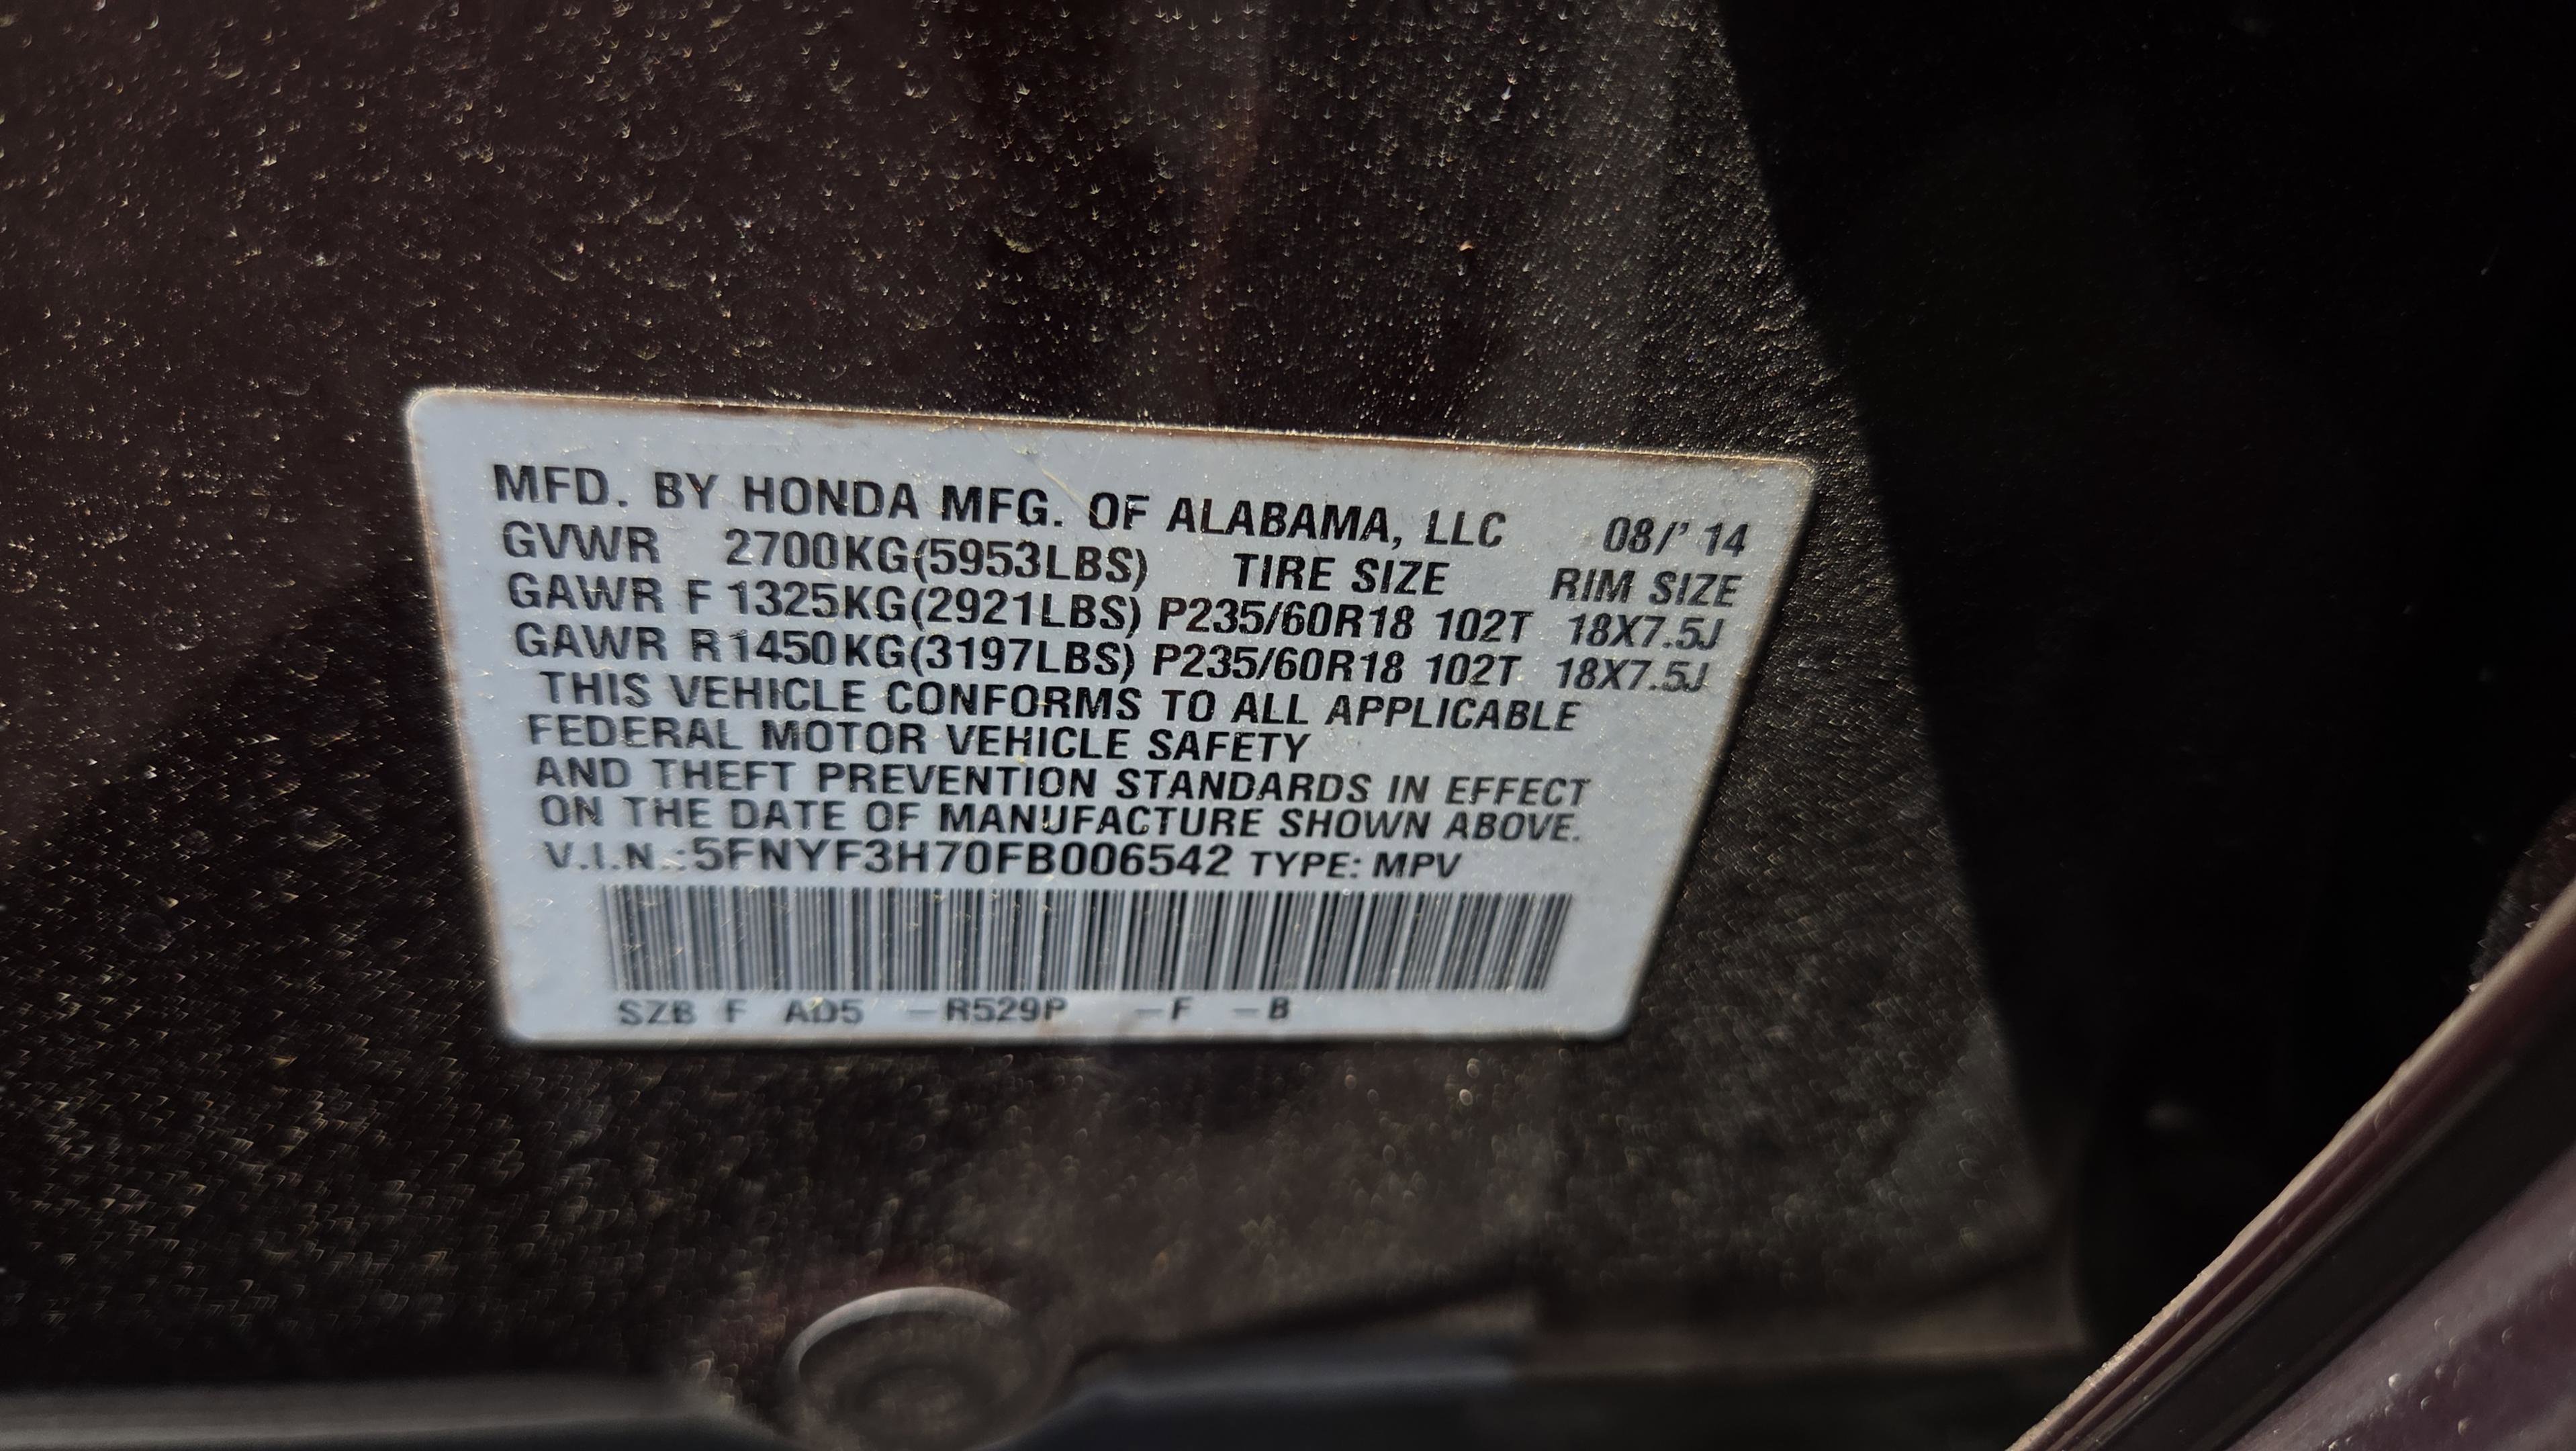 MFD. BY HONDA MFG. OF ALABAMA, LLC 08/' 14
GVWR 2700KG(5953LBS) TIRE SIZE RIM SIZE
GAWR F 1325KG(2921LBS) P235/60R18 102T 18X7.5J
GAWR R 1450KG(3197LBS) P235/60R18 102T 18X7.5J
THIS VEHICLE CONFORMS TO ALL APPLICABLE
FEDERAL MOTOR VEHICLE SAFETY
AND THEFT PREVENTION STANDARDS IN EFFECT
ON THE DATE OF MANUFACTURE SHOWN ABOVE.
V.I.N.:5FNYF3H70FB006542 TYPE: MPV
SZB F AD5 -R529P -F -B